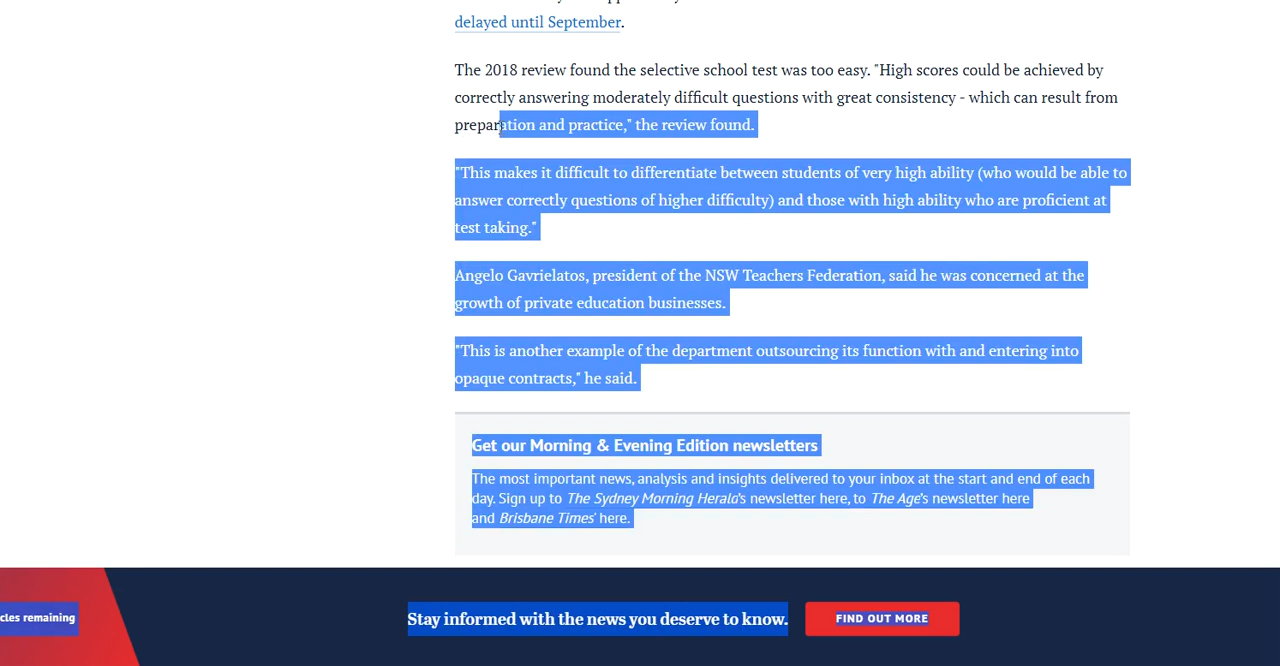 delayed until September.
The 2018 review found the selective school test was too easy. "High scores could be achieved by
correctly answering moderately difficult questions with great consistency - which can result from
preparation and practice," the review found.
"This makes it difficult to differentiate between students of very high ability (who would be able to
answer correctly questions of higher difficulty) and those with high ability who are proficient at
test taking."
Angelo Gavrielatos, president of the NSW Teachers Federation, said he was concerned at the
growth of private education businesses.
"This is another example of the department outsourcing its function with and entering into
opaque contracts," he said.
Get our Morning & Evening Edition newsletters
The most important news, analysis and insights delivered to your inbox at the start and end of each
day. Sign up to The Sydney Morning Herald's newsletter here, to The Age's newsletter here
and Brisbane Times' here.
cles remaining
Stay informed with the news you deserve to know.
FIND OUT MORE